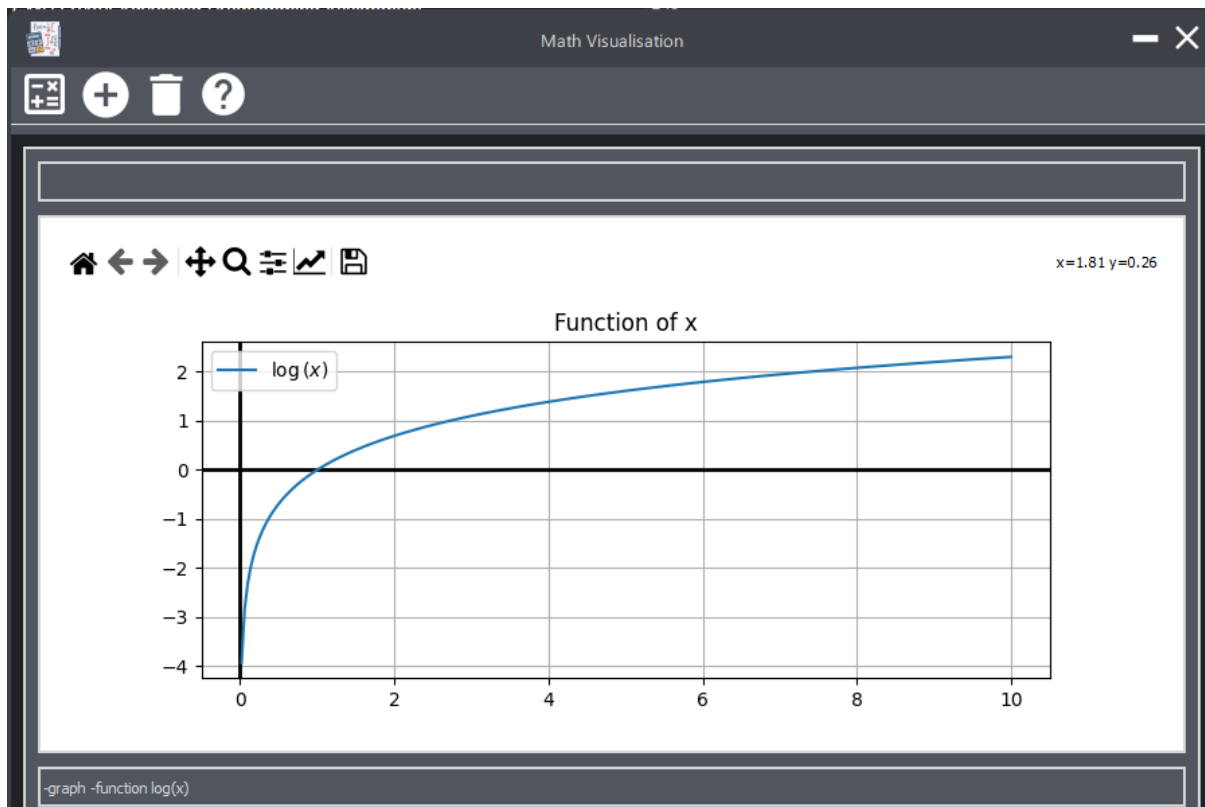 Math Visualisation
x=1.81 y=0.26
Function of x
log (x)
2
1
0
−1
−2
−3
−4
0 2 4 6 8 10
-graph -function log(x)